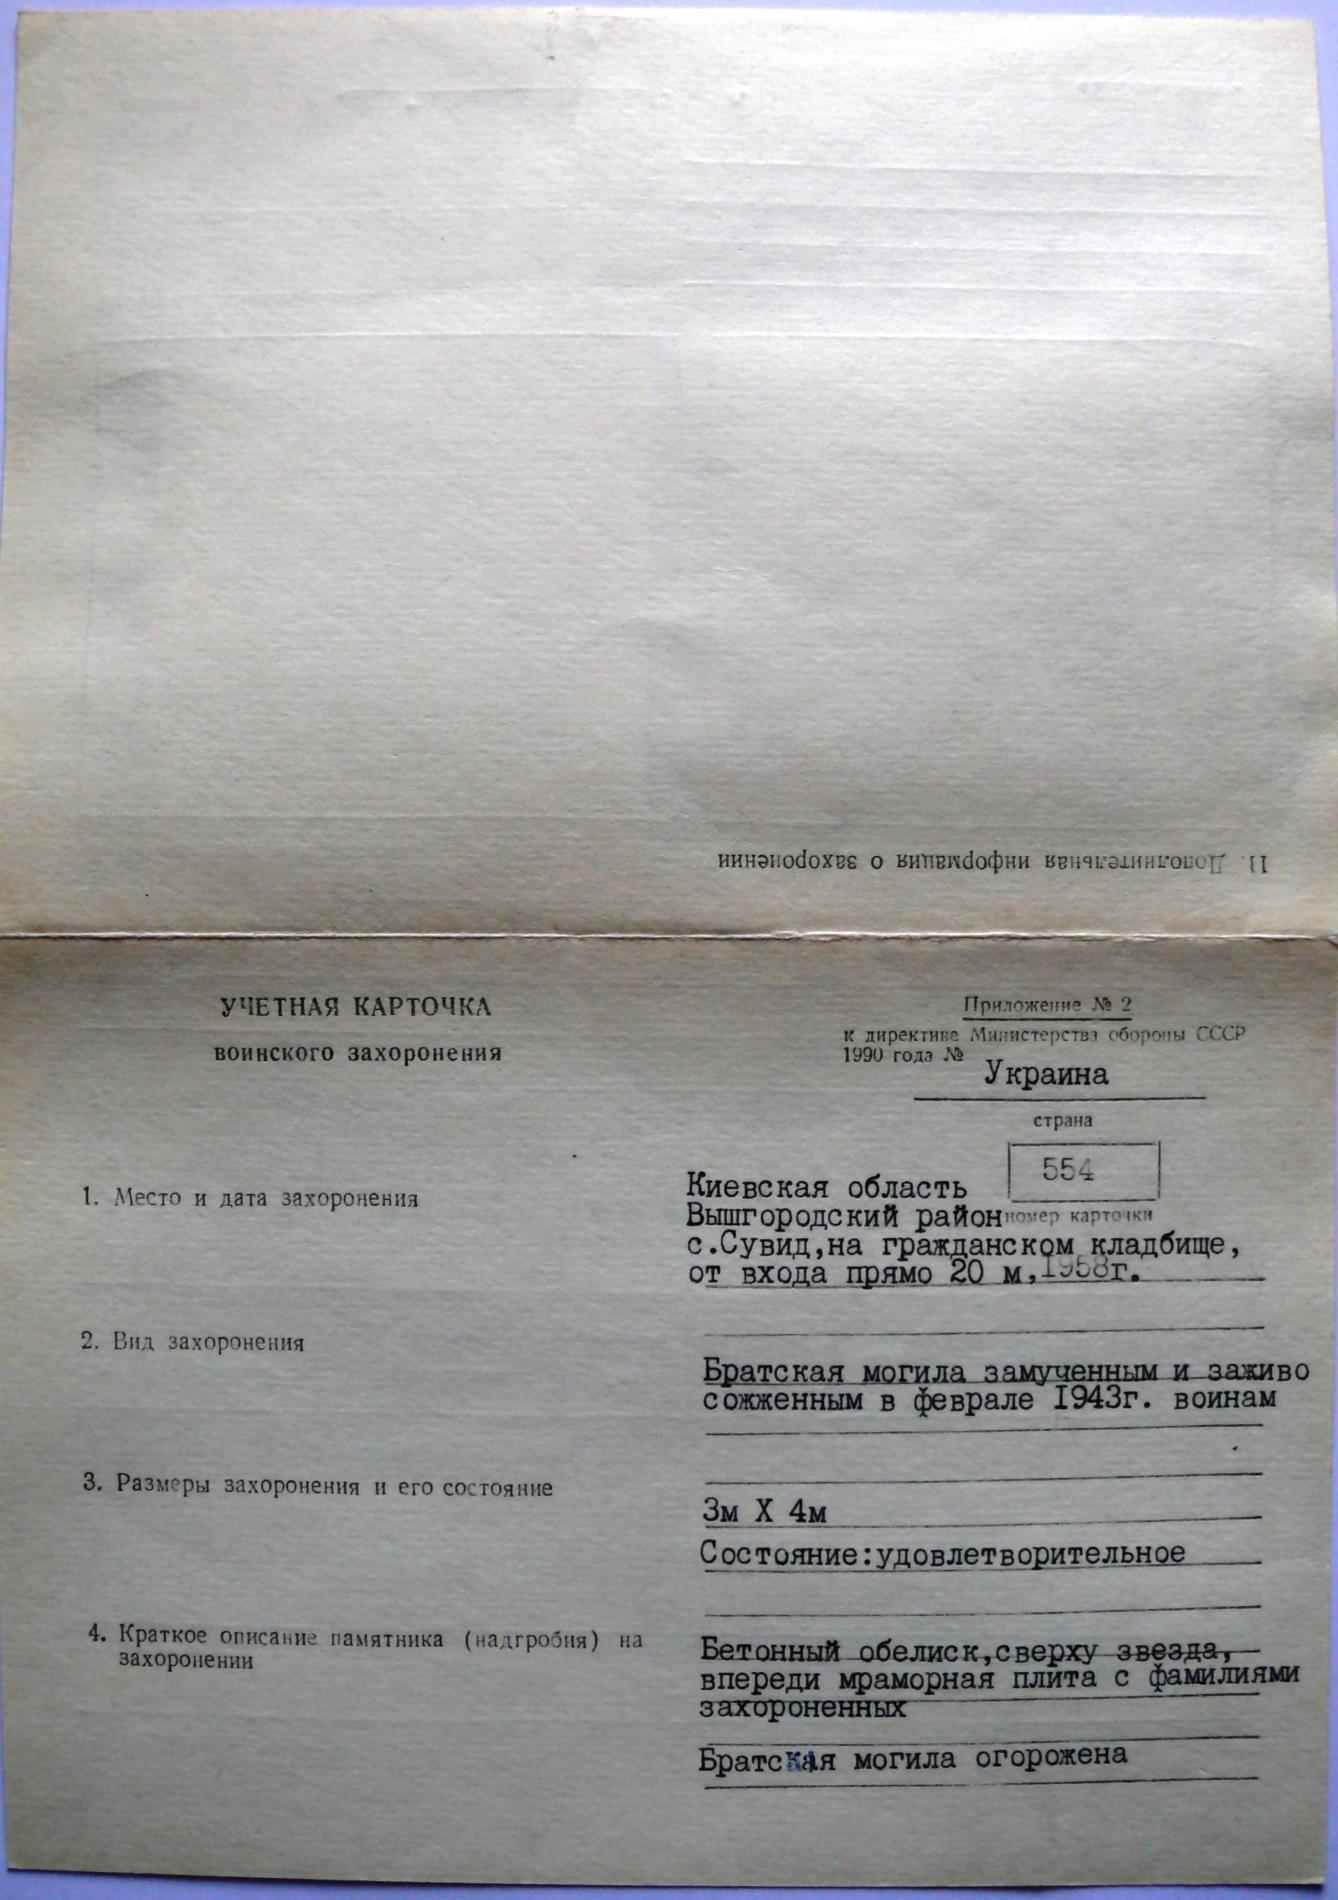 11. Дополнительная информация о захоронении
УЧЕТНАЯ КАРТОЧКА
воинского захоронения
Приложение № 2
к директиве Министерства обороны СССР
1990 года №
Украина
страна
554
номер карточки
1. Место и дата захоронения
Киевская область
Вышгородский район
с.Сувид,на гражданском кладбище,
от входа прямо 20 м,1958г.
2. Вид захоронения
Братская могила замученным и заживо
сожженным в феврале 1943г. воинам
3. Размеры захоронения и его состояние
3м X 4м
Состояние:удовлетворительное
4. Краткое описание памятника (надгробия) на
захоронении
Бетонный обелиск,сверху звезда,
впереди мраморная плита с фамилиями
захороненных
Братская могила огорожена